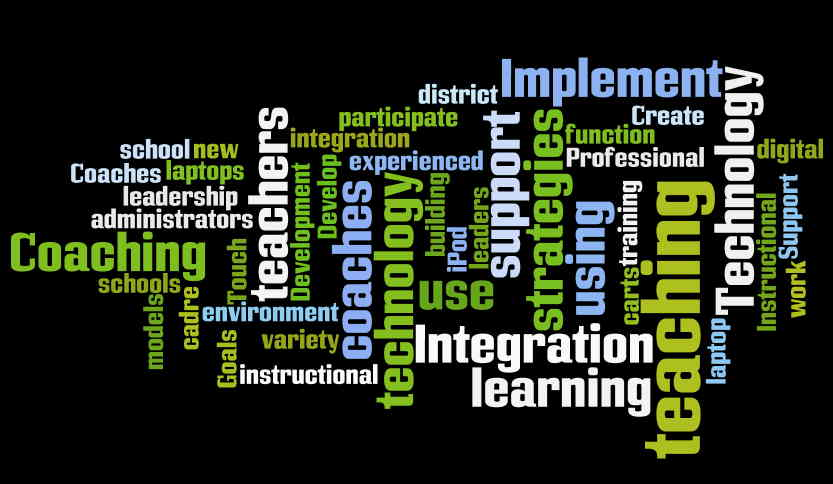 Implement
district
participate
Create
integration
function
school
new
experienced
Professional
digital
Coaches
laptops
leadership
administrators
Coaching
schools
teachers
Development
Develop
coaches
technology
building
iPod
leaders
support
strategies
using
training
carts
teaching
Technology
Instructional
Support
work
laptop
models
cadre
Touch
Goals
environment
variety
instructional
use
Integration
learning